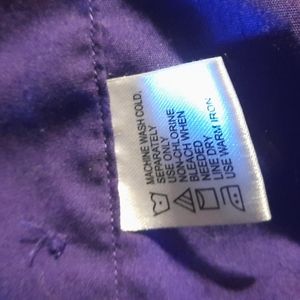 MACHINE WASH COLD,
SEPARATELY
USE ONLY
NON-CHLORINE
BLEACH WHEN
NEEDED
LINE DRY
USE WARM IRON